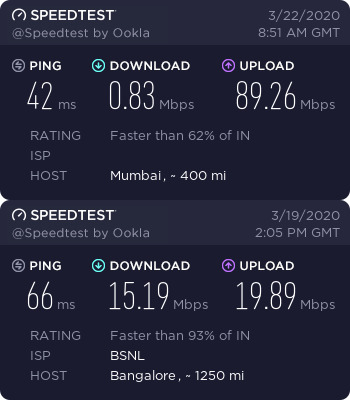 SPEEDTEST 3/22/2020
@Speedtest by Ookla 8:51 AM GMT
PING DOWNLOAD UPLOAD
42 ms 0.83 Mbps 89.26 Mbps
RATING Faster than 62% of IN
ISP
HOST Mumbai, ~ 400 mi
SPEEDTEST 3/19/2020
@Speedtest by Ookla 2:05 PM GMT
PING DOWNLOAD UPLOAD
66 ms 15.19 Mbps 19.89 Mbps
RATING Faster than 93% of IN
ISP BSNL
HOST Bangalore, ~ 1250 mi